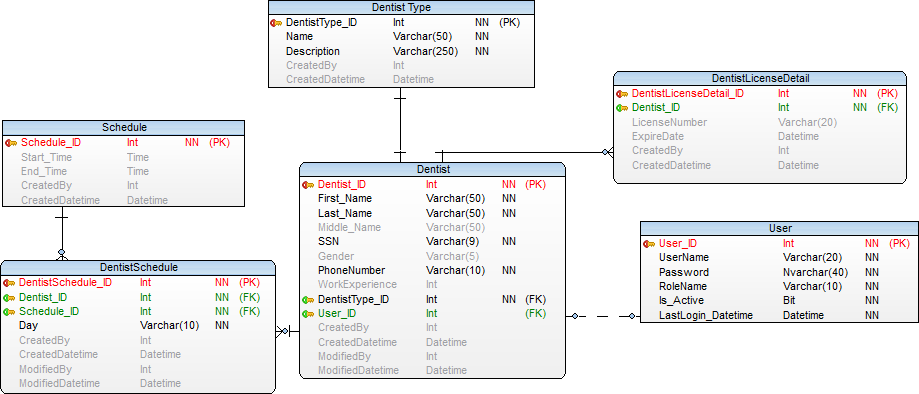 Dentist Type
DentistType_ID Int NN (PK)
Name Varchar(50) NN
Description Varchar(250) NN
CreatedBy Int
CreatedDatetime Datetime
DentistLicenseDetail
DentistLicenseDetail_ID Int NN (PK)
Dentist_ID Int NN (FK)
LicenseNumber Varchar(20)
ExpireDate Datetime
CreatedBy Int
CreatedDatetime Datetime
Schedule
Schedule_ID Int NN (PK)
Start_Time Time
End_Time Time
CreatedBy Int
CreatedDatetime Datetime
Dentist
Dentist_ID Int NN (PK)
First_Name Varchar(50) NN
Last_Name Varchar(50) NN
Middle_Name Varchar(50)
SSN Varchar(9) NN
Gender Varchar(5)
PhoneNumber Varchar(10) NN
WorkExperience Int
DentistType_ID Int NN (FK)
User_ID Int (FK)
CreatedBy Int
CreatedDatetime Datetime
ModifiedBy Int
ModifiedDatetime Datetime
User
User_ID Int NN (PK)
UserName Varchar(20) NN
Password Nvarchar(40) NN
RoleName Varchar(10) NN
Is_Active Bit NN
LastLogin_Datetime Datetime NN
DentistSchedule
DentistSchedule_ID Int NN (PK)
Dentist_ID Int NN (FK)
Schedule_ID Int NN (FK)
Day Varchar(10) NN
CreatedBy Int
CreatedDatetime Datetime
ModifiedBy Int
ModifiedDatetime Datetime